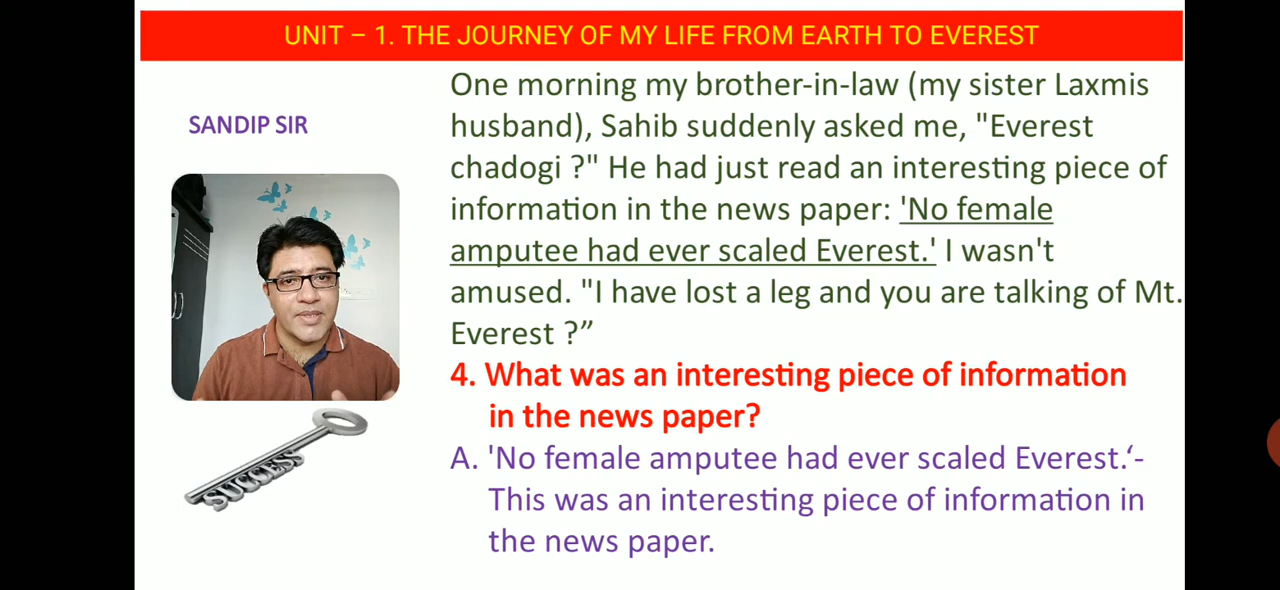 UNIT – 1. THE JOURNEY OF MY LIFE FROM EARTH TO EVEREST
SANDIP SIR
SUCCESS
One morning my brother-in-law (my sister Laxmis
husband), Sahib suddenly asked me, "Everest
chadogi ?" He had just read an interesting piece of
information in the news paper: 'No female
amputee had ever scaled Everest.' I wasn't
amused. "I have lost a leg and you are talking of Mt.
Everest ?”
4. What was an interesting piece of information
in the news paper?
A. 'No female amputee had ever scaled Everest.‘-
This was an interesting piece of information in
the news paper.